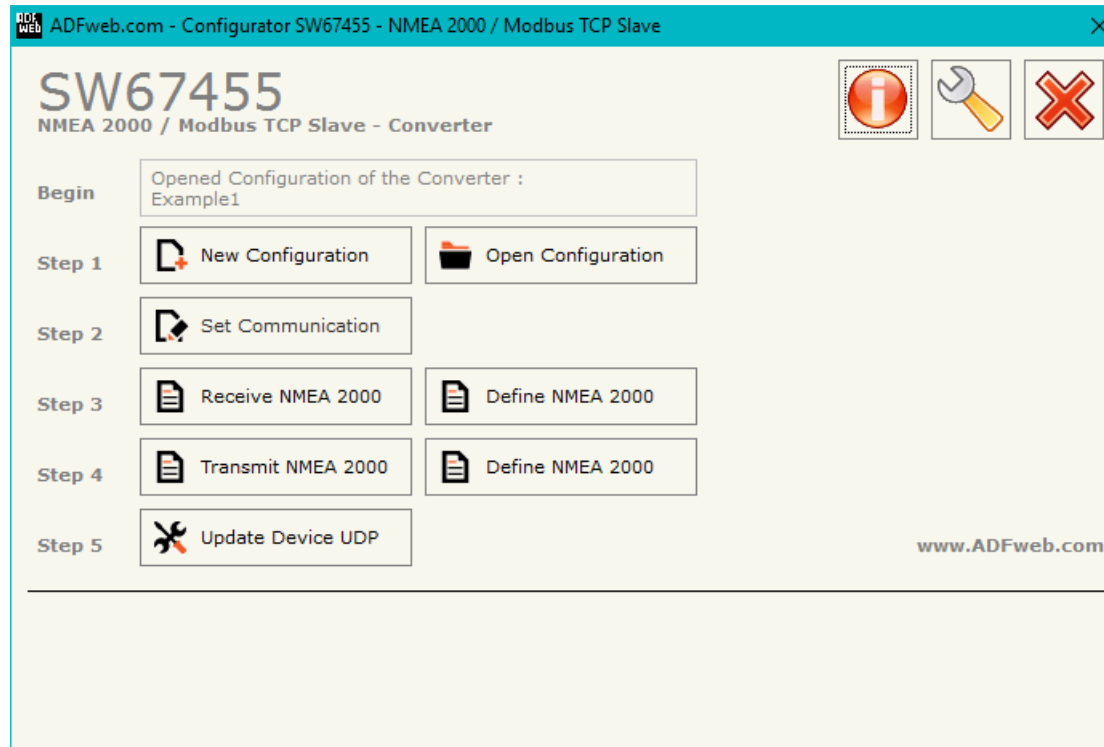 ADF web ADFweb.com - Configurator SW67455 - NMEA 2000 / Modbus TCP Slave
SW67455
NMEA 2000 / Modbus TCP Slave - Converter
Begin
Opened Configuration of the Converter :
Example1
Step 1
New Configuration
Open Configuration
Step 2
Set Communication
Step 3
Receive NMEA 2000
Define NMEA 2000
Step 4
Transmit NMEA 2000
Define NMEA 2000
Step 5
Update Device UDP
www.ADFweb.com